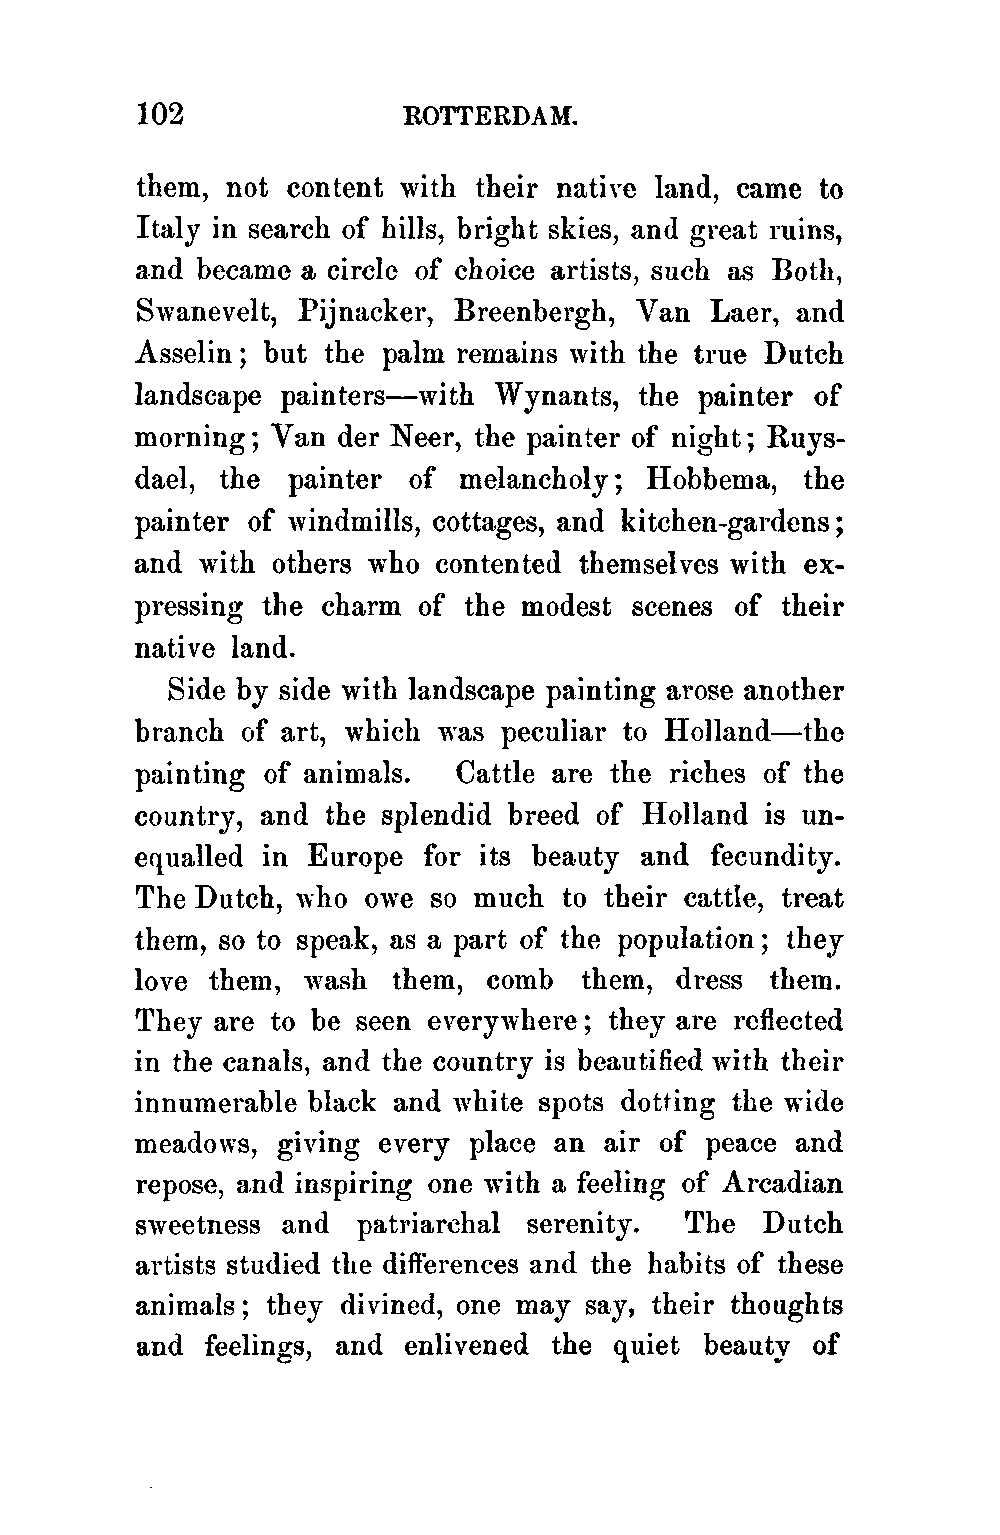 102 ROTTERDAM.
them, not content with their native land, came to
Italy in search of hills, bright skies, and great ruins,
and became a circle of choice artists, such as Both,
Swanevelt, Pijnacker, Breenbergh, Van Laer, and
Asselin; but the palm remains with the true Dutch
landscape painters—with Wynants, the painter of
morning; Van der Neer, the painter of night; Ruys-
dael, the painter of melancholy; Hobbema, the
painter of windmills, cottages, and kitchen-gardens;
and with others who contented themselves with ex-
pressing the charm of the modest scenes of their
native land.
Side by side with landscape painting arose another
branch of art, which was peculiar to Holland—the
painting of animals. Cattle are the riches of the
country, and the splendid breed of Holland is un-
equalled in Europe for its beauty and fecundity.
The Dutch, who owe so much to their cattle, treat
them, so to speak, as a part of the population; they
love them, wash them, comb them, dress them.
They are to be seen everywhere; they are reflected
in the canals, and the country is beautified with their
innumerable black and white spots dotting the wide
meadows, giving every place an air of peace and
repose, and inspiring one with a feeling of Arcadian
sweetness and patriarchal serenity. The Dutch
artists studied the differences and the habits of these
animals; they divined, one may say, their thoughts
and feelings, and enlivened the quiet beauty of